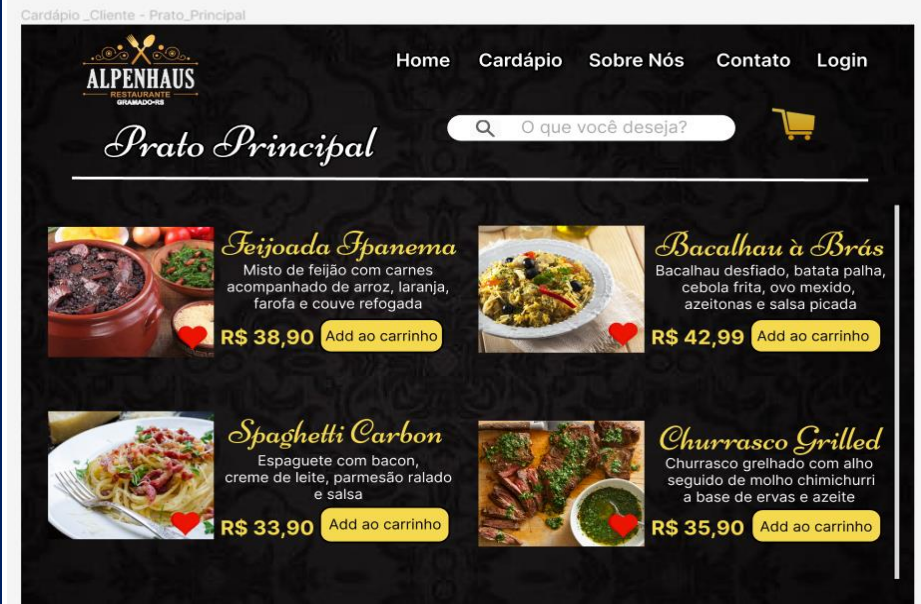 Cardápio _Cliente - Prato_Principal
ALPENHAUS
RESTAURANTE
GRAMADO-RS
Home Cardápio Sobre Nós Contato Login
O que você deseja?
Prato Principal
Feijoada Ipanema
Misto de feijão com carnes
acompanhado de arroz, laranja,
farofa e couve refogada
R$ 38,90 Add ao carrinho
Bacalhau à Brás
Bacalhau desfiado, batata palha,
cebola frita, ovo mexido,
azeitonas e salsa picada
R$ 42,99 Add ao carrinho
Spaghetti Carbon
Espaguete com bacon,
creme de leite, parmesão ralado
e salsa
R$ 33,90 Add ao carrinho
Churrasco Grilled
Churrasco grelhado com alho
seguido de molho chimichurri
a base de ervas e azeite
R$ 35,90 Add ao carrinho